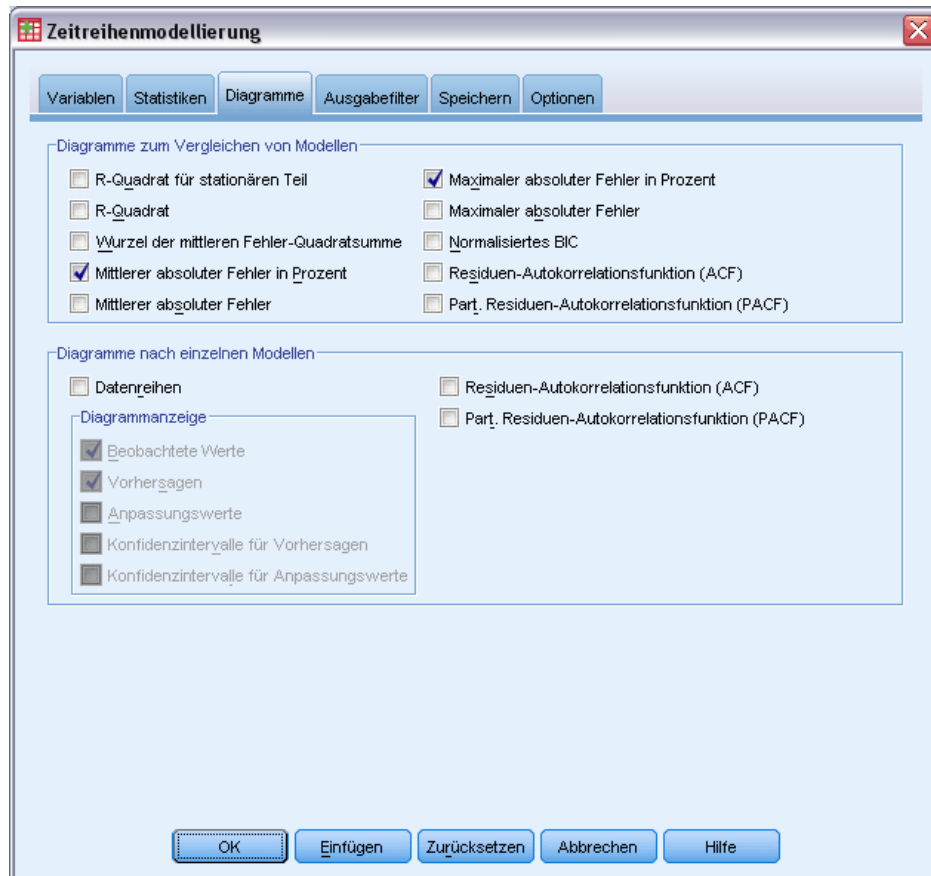 Zeitreihenmodellierung
Variablen Statistiken Diagramme Ausgabefilter Speichern Optionen
Diagramme zum Vergleichen von Modellen
R-Quadrat für stationären Teil
R-Quadrat
Wurzel der mittleren Fehler-Quadratsumme
Mittlerer absoluter Fehler in Prozent
Mittlerer absoluter Fehler
Maximaler absoluter Fehler in Prozent
Maximaler absoluter Fehler
Normalisiertes BIC
Residuen-Autokorrelationsfunktion (ACF)
Part. Residuen-Autokorrelationsfunktion (PACF)
Diagramme nach einzelnen Modellen
Datenreihen
Diagrammanzeige
Beobachtete Werte
Vorhersagen
Anpassungswerte
Konfidenzintervalle für Vorhersagen
Konfidenzintervalle für Anpassungswerte
Residuen-Autokorrelationsfunktion (ACF)
Part. Residuen-Autokorrelationsfunktion (PACF)
OK Einfügen Zurücksetzen Abbrechen Hilfe